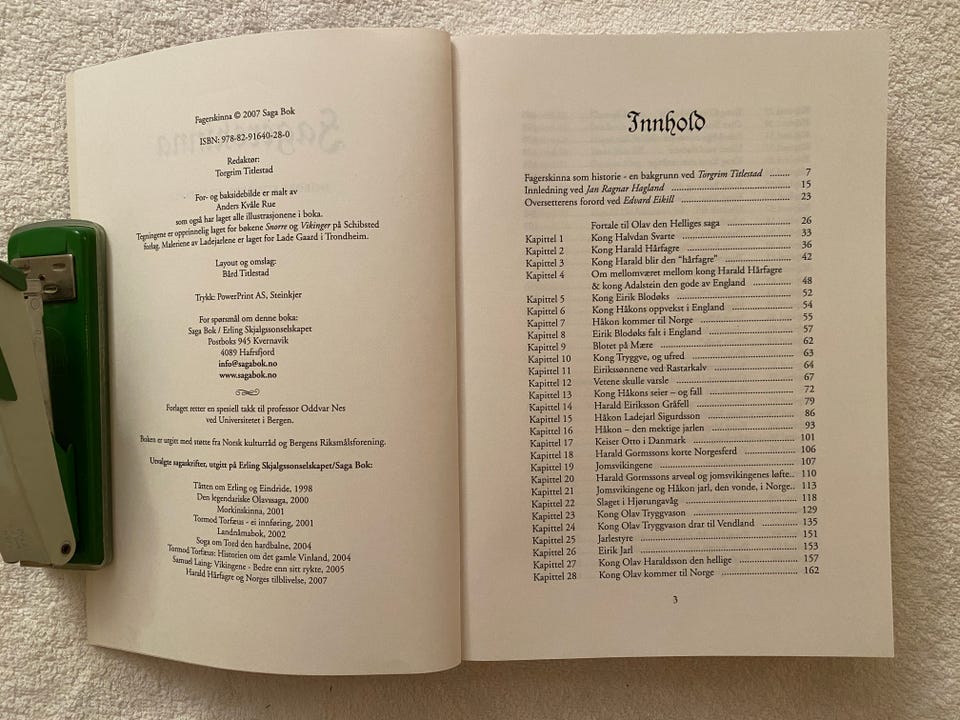 Fagerskinna © 2007 Saga Bok
ISBN: 978-82-91640-28-0
Redaktør:
Torgrim Titlestad
For- og baksidebilde er malt av
Anders Kvåle Rue
som også har laget alle illustrasjonene i boka.
Tegningene er opprinnelig laget for bøkene Snorre og Vikinger på Schibsted
forlag. Maleriene av Ladejarlene er laget for Lade Gaard i Trondheim.
Layout og omslag:
Bård Titlestad
Trykk: PowerPrint AS, Steinkjer
For spørsmål om denne boka:
Saga Bok / Erling Skjalgssonselskapet
Postboks 945 Kvernavik
4089 Hafrsfjord
info@sagabok.no
www.sagabok.no
Forlaget retter en spesiell takk til professor Oddvar Nes
ved Universitetet i Bergen.
Boken er utgitt med støtte fra Norsk kulturråd og Bergens Riksmålsforening.
Utvalgte sagaskrifter, utgitt på Erling Skjalgssonselskapet/Saga Bok:
Tåtten om Erling og Eindride, 1998
Den legendariske Olavssaga, 2000
Morkinskinna, 2001
Tormod Torfæus - ei innføring, 2001
Landnåmabok, 2002
Soga om Tord den hardbalne, 2004
Tormod Torfæus: Historien om det gamle Vinland, 2004
Samuel Laing: Vikingene - Bedre enn sitt rykte, 2005
Harald Hårfagre og Norges tilblivelse, 2007
Innhold
Fagerskinna som historie - en bakgrunn ved Torgrim Titlestad ........ 7
Innledning ved Jan Ragnar Hagland ........ 15
Oversetterens forord ved Edvard Eikill ........ 23
Fortale til Olav den Helliges saga ........ 26
Kapittel 1 Kong Halvdan Svarte ........ 33
Kapittel 2 Kong Harald Hårfagre ........ 36
Kapittel 3 Kong Harald blir den "hårfagre" ........ 42
Kapittel 4 Om mellomværet mellom kong Harald Hårfagre
& kong Adalstein den gode av England ........ 48
Kapittel 5 Kong Eirik Blodøks ........ 52
Kapittel 6 Kong Håkons oppvekst i England ........ 54
Kapittel 7 Håkon kommer til Norge ........ 55
Kapittel 8 Eirik Blodøks falt i England ........ 57
Kapittel 9 Blotet på Mære ........ 62
Kapittel 10 Kong Tryggve, og ufred ........ 63
Kapittel 11 Eirikssønnene ved Rastarkalv ........ 64
Kapittel 12 Vetene skulle varsle ........ 67
Kapittel 13 Kong Håkons seier – og fall ........ 72
Kapittel 14 Harald Eiriksson Gråfell ........ 79
Kapittel 15 Håkon Ladejarl Sigurdsson ........ 86
Kapittel 16 Håkon – den mektige jarlen ........ 93
Kapittel 17 Keiser Otto i Danmark ........ 101
Kapittel 18 Harald Gormssons korte Norgesferd ........ 106
Kapittel 19 Jomsvikingene ........ 107
Kapittel 20 Harald Gormssons arveøl og jomsvikingenes løfte.. 110
Kapittel 21 Jomsvikingene og Håkon jarl, den vonde, i Norge.. 113
Kapittel 22 Slaget i Hjørungavåg ........ 118
Kapittel 23 Kong Olav Tryggvason ........ 129
Kapittel 24 Kong Olav Tryggvason drar til Vendland ........ 135
Kapittel 25 Jarlestyre ........ 151
Kapittel 26 Eirik Jarl ........ 153
Kapittel 27 Kong Olav Haraldsson den hellige ........ 157
Kapittel 28 Kong Olav kommer til Norge ........ 162
3